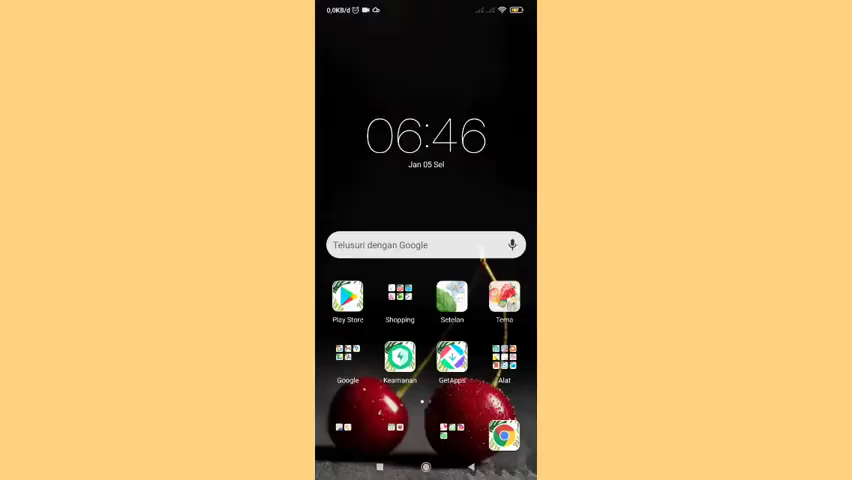 0,0KB/d
06:46
Jan 05 Sel
Telusuri dengan Google
Play Store
Shopping
Setelan
Tema
Google
Keamanan
GetApps
Alat